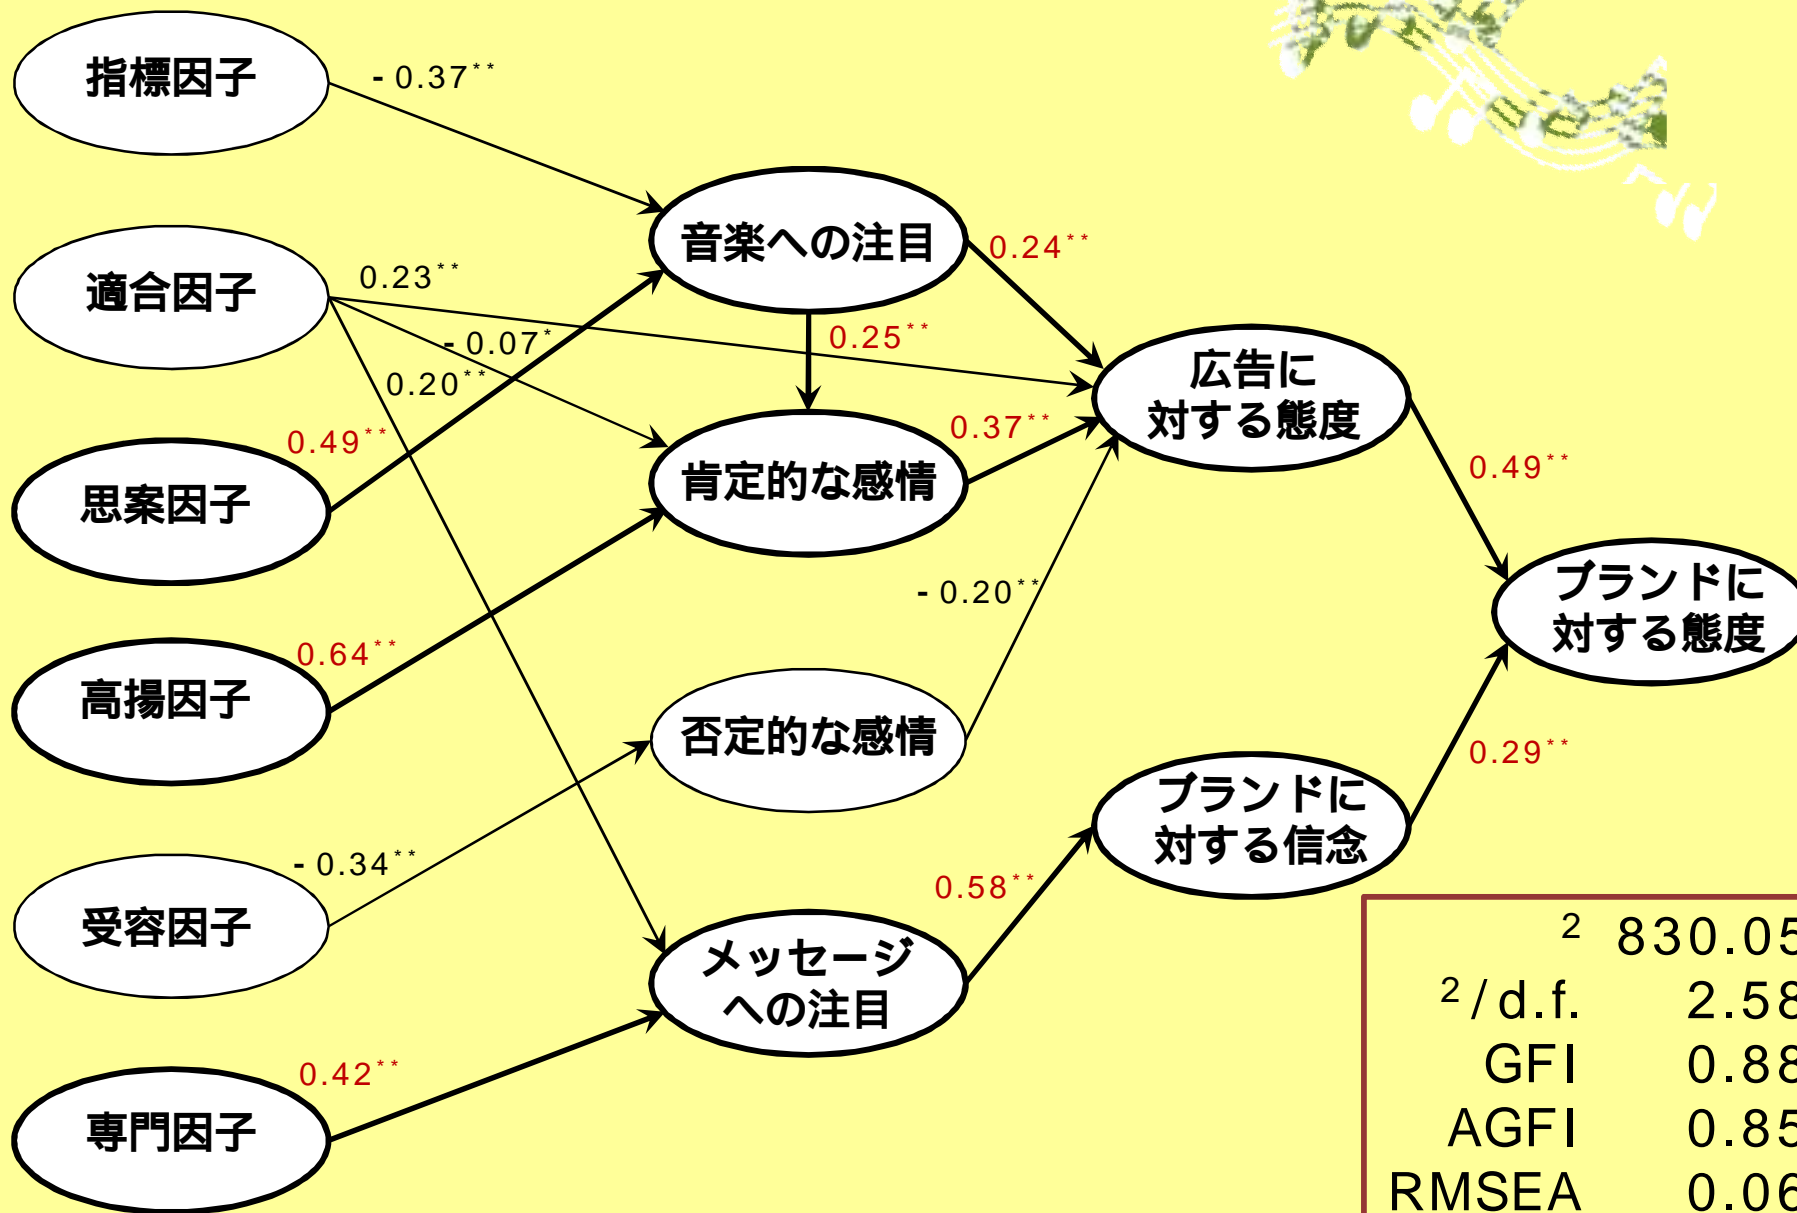 指標因子
- 0.37**
音楽への注目
0.24**
適合因子
0.23**
- 0.07*
0.20**
0.25**
広告に
対する態度
思案因子
0.49**
肯定的な感情
0.37**
0.49**
ブランドに
対する態度
高揚因子
0.64**
- 0.20**
否定的な感情
0.29**
ブランドに
対する信念
受容因子
- 0.34**
0.58**
メッセージ
への注目
専門因子
0.42**
2 830.05
2/d.f. 2.58
GFI 0.88
AGFI 0.85
RMSEA 0.06